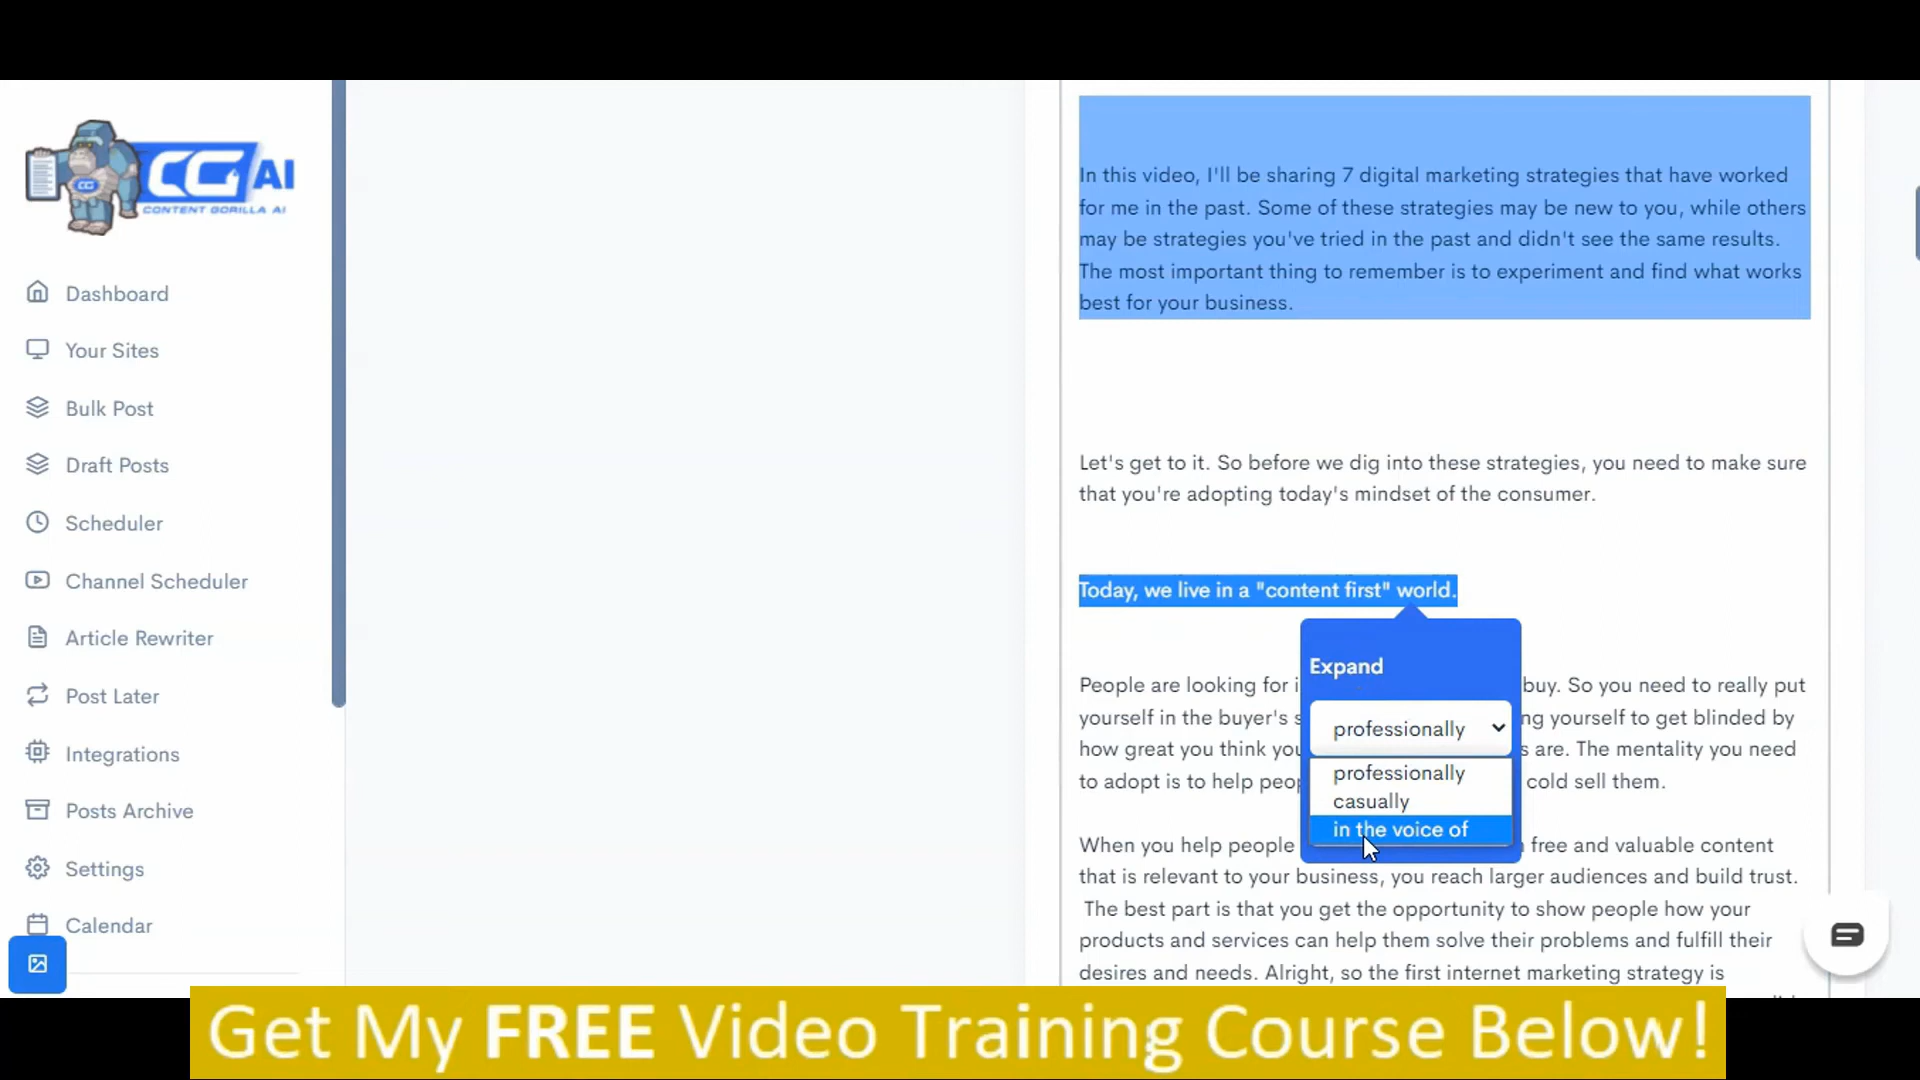 CG AI
CONTENT GORILLA AI
CG
Dashboard
Your Sites
Bulk Post
Draft Posts
Scheduler
Channel Scheduler
Article Rewriter
Post Later
Integrations
Posts Archive
Settings
Calendar
In this video, I'll be sharing 7 digital marketing strategies that have worked
for me in the past. Some of these strategies may be new to you, while others
may be strategies you've tried in the past and didn't see the same results.
The most important thing to remember is to experiment and find what works
best for your business.
Let's get to it. So before we dig into these strategies, you need to make sure
that you're adopting today's mindset of the consumer.
Today, we live in a "content first" world.
Expand
professionally
professionally
casually
in the voice of
People are looking for buy. So you need to really put
yourself in the buyer's ng yourself to get blinded by
how great you think you are. The mentality you need
to adopt is to help cold sell them.
When you help people free and valuable content
that is relevant to your business, you reach larger audiences and build trust.
The best part is that you get the opportunity to show people how your
products and services can help them solve their problems and fulfill their
desires and needs. Alright, so the first internet marketing strategy is
Get My FREE Video Training Course Below!